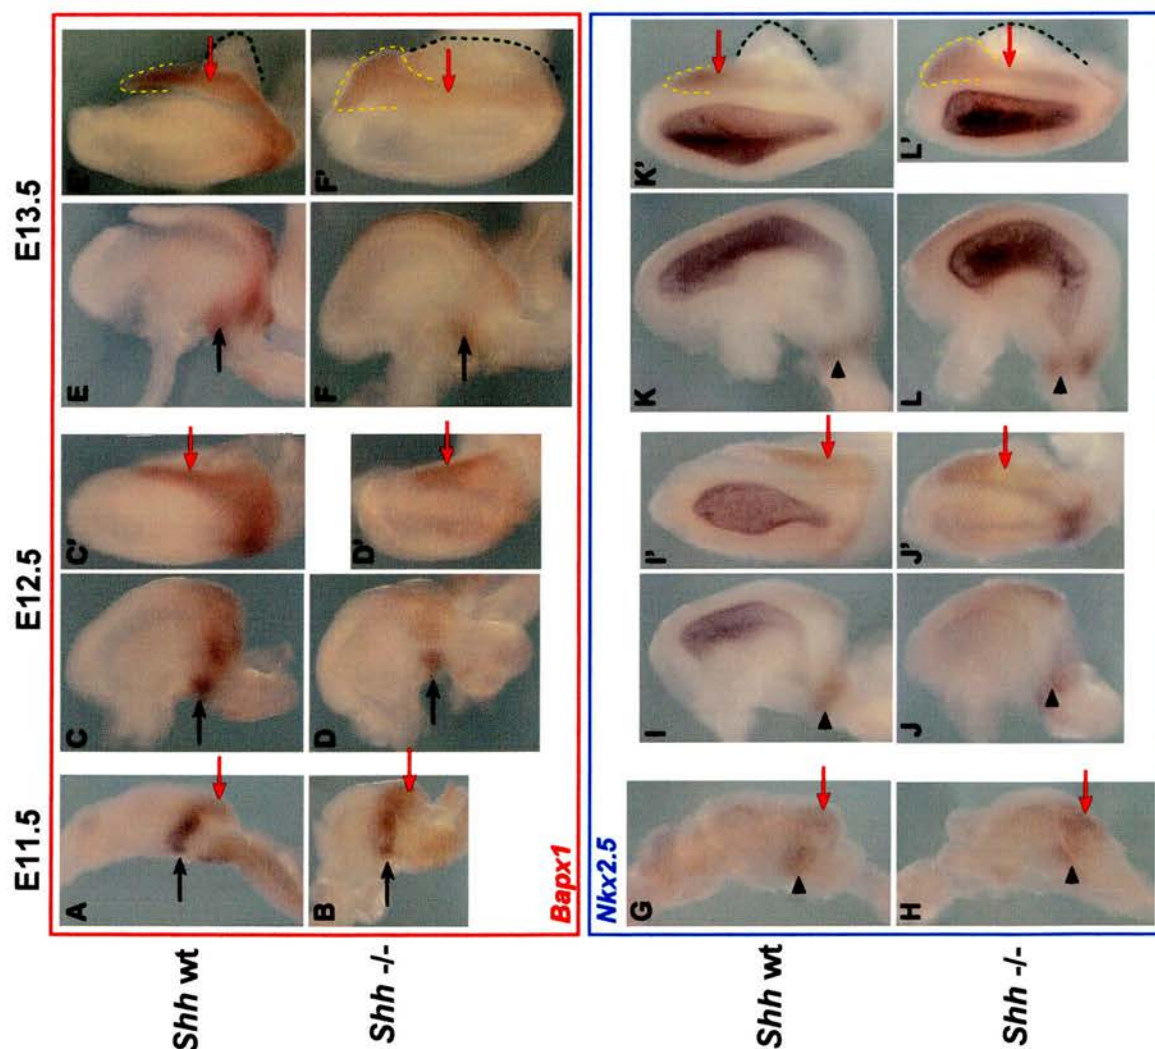 E11.5
E12.5
E13.5
Shh wt
A
C
C'
E
Shh -/-
B
D
D'
F
F'
Bapx1
Nkx2.5
Shh wt
G
I
I'
K
K'
Shh -/-
H
J
J'
L
L'